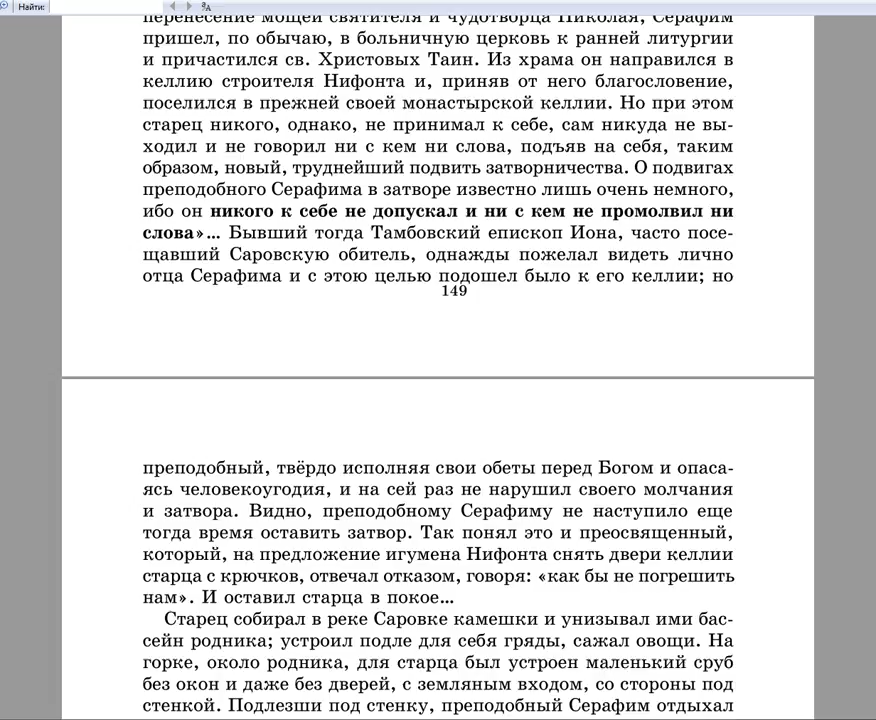 Найти:
перенесение мощей святителя и чудотворца Николая, Серафим
пришел, по обычаю, в больничную церковь к ранней литургии
и причастился св. Христовых Таин. Из храма он направился в
келлию строителя Нифонта и, приняв от него благословение,
поселился в прежней своей монастырской келлии. Но при этом
старец никого, однако, не принимал к себе, сам никуда не вы-
ходил и не говорил ни с кем ни слова, подъяв на себя, таким
образом, новый, труднейший подвить затворничества. О подвигах
преподобного Серафима в затворе известно лишь очень немного,
ибо он никого к себе не допускал и ни с кем не промолвил ни
слова»... Бывший тогда Тамбовский епископ Иона, часто посе-
щавший Саровскую обитель, однажды пожелал видеть лично
отца Серафима и с этою целью подошел было к его келлии; но
149
преподобный, твёрдо исполняя свои обеты перед Богом и опаса-
ясь человекоугодия, и на сей раз не нарушил своего молчания
и затвора. Видно, преподобному Серафиму не наступило еще
тогда время оставить затвор. Так понял это и преосвященный,
который, на предложение игумена Нифонта снять двери келлии
старца с крючков, отвечал отказом, говоря: «как бы не погрешить
нам». И оставил старца в покое...
Старец собирал в реке Саровке камешки и унизывал ими бас-
сейн родника; устроил подле для себя гряды, сажал овощи. На
горке, около родника, для старца был устроен маленький сруб
без окон и даже без дверей, с земляным входом, со стороны под
стенкой. Подлезши под стенку, преподобный Серафим отдыхал